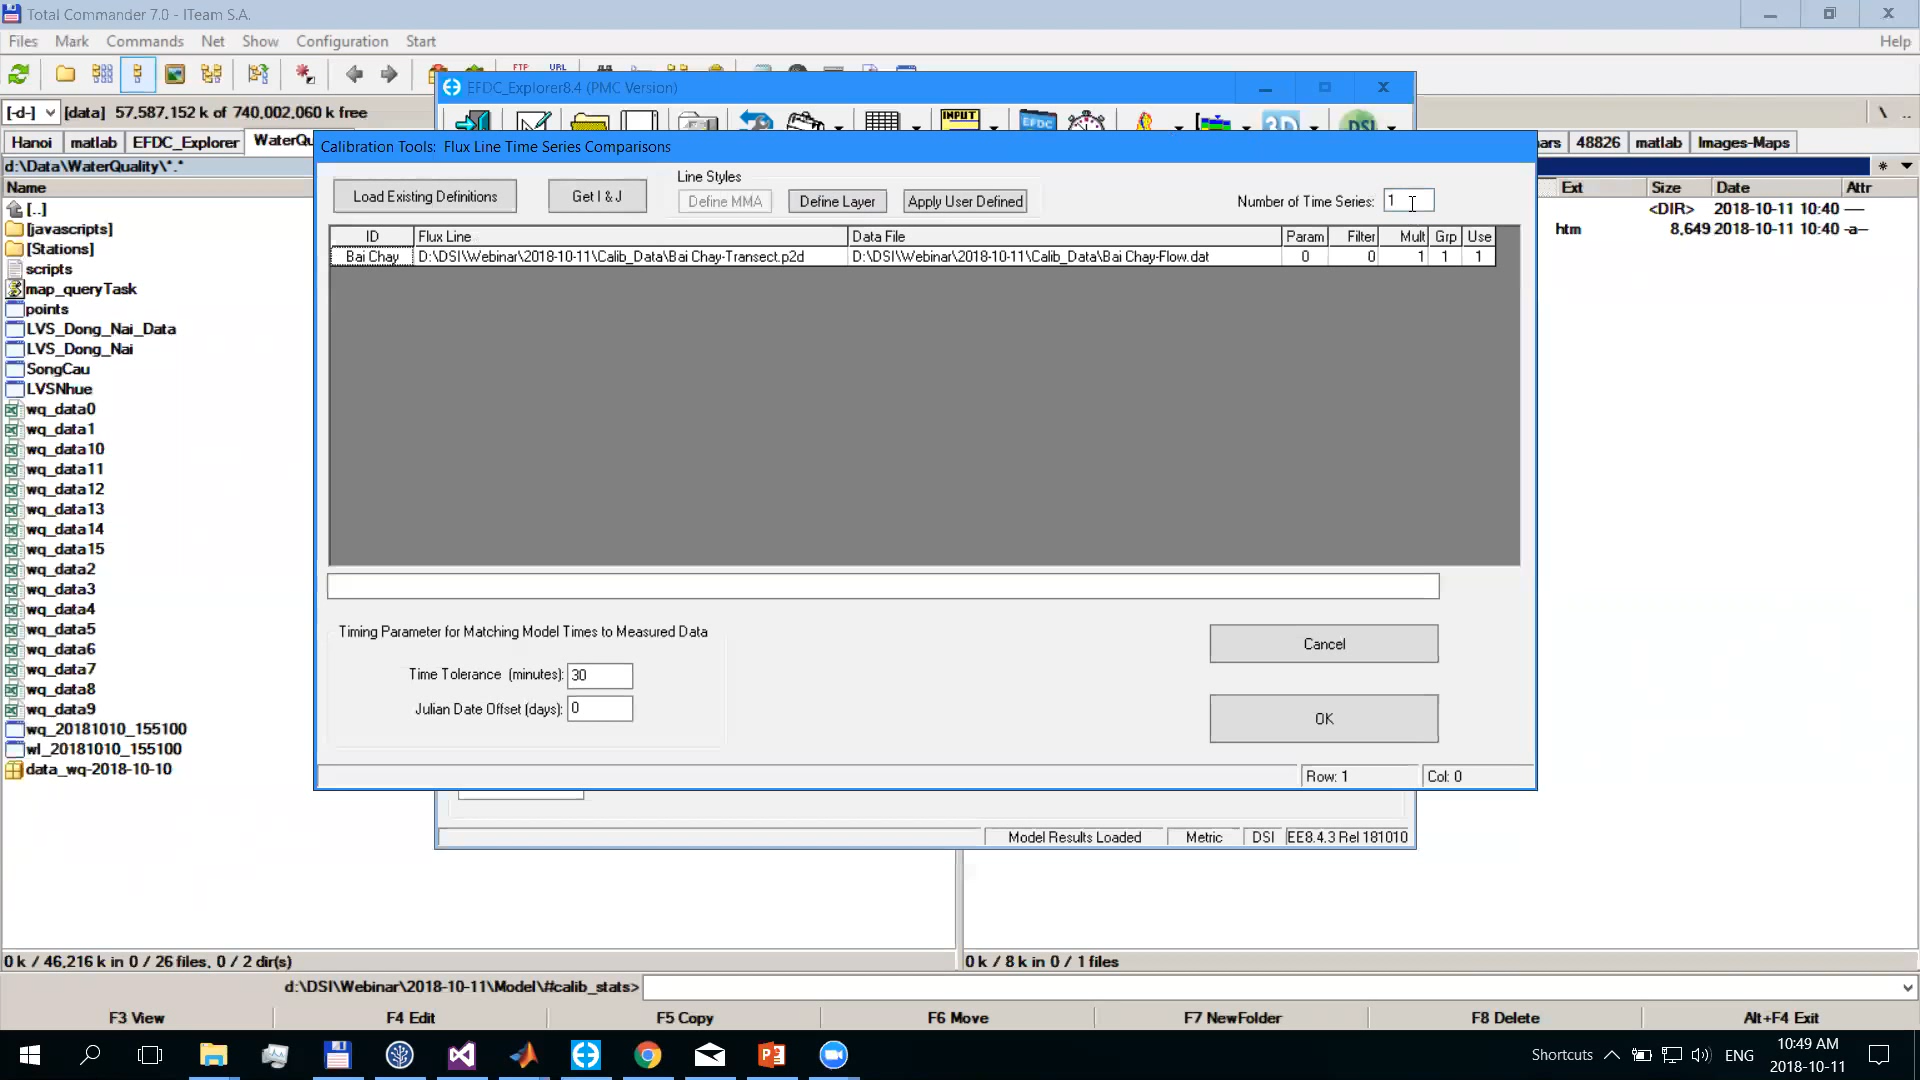 Total Commander 7.0 - ITeam S.A.
Files Mark Commands Net Show Configuration Start Help
FTP URL
[-d-] [data] 57,587,152 k of 740,002,060 k free \ ..
EFDC_Explorer8.4 (PMC Version)
INPUT EFDC 3D DSI
Hanoi matlab EFDC_Explorer WaterQu ars 48826 matlab Images-Maps
d:\Data\WaterQuality\*.* * 
Name Ext Size Date Attr
[..] <DIR> 2018-10-11 10:40 ----
[javascripts] htm 8,649 2018-10-11 10:40 -a--
[Stations]
scripts
map_queryTask
points
LVS_Dong_Nai_Data
LVS_Dong_Nai
SongCau
LVSNhue
wq_data0
wq_data1
wq_data10
wq_data11
wq_data12
wq_data13
wq_data14
wq_data15
wq_data2
wq_data3
wq_data4
wq_data5
wq_data6
wq_data7
wq_data8
wq_data9
wq_20181010_155100
wl_20181010_155100
data_wq-2018-10-10
Calibration Tools: Flux Line Time Series Comparisons
Line Styles
Load Existing Definitions Get I & J Define MMA Define Layer Apply User Defined Number of Time Series: 1
ID Flux Line Data File Param Filter Mult Grp Use
Bai Chay D:\DSI\Webinar\2018-10-11\Calib_Data\Bai Chay-Transect.p2d D:\DSI\Webinar\2018-10-11\Calib_Data\Bai Chay-Flow.dat 0 0 1 1 1
Timing Parameter for Matching Model Times to Measured Data
Time Tolerance (minutes): 30
Julian Date Offset (days): 0
Cancel
OK
Row: 1 Col: 0
Model Results Loaded Metric DSI EE8.4.3 Rel 181010
0 k / 46,216 k in 0 / 26 files, 0 / 2 dir(s) 0 k / 8 k in 0 / 1 files
d:\DSI\Webinar\2018-10-11\Model\#calib_stats>
F3 View F4 Edit F5 Copy F6 Move F7 NewFolder F8 Delete Alt+F4 Exit
Shortcuts ENG 10:49 AM
2018-10-11